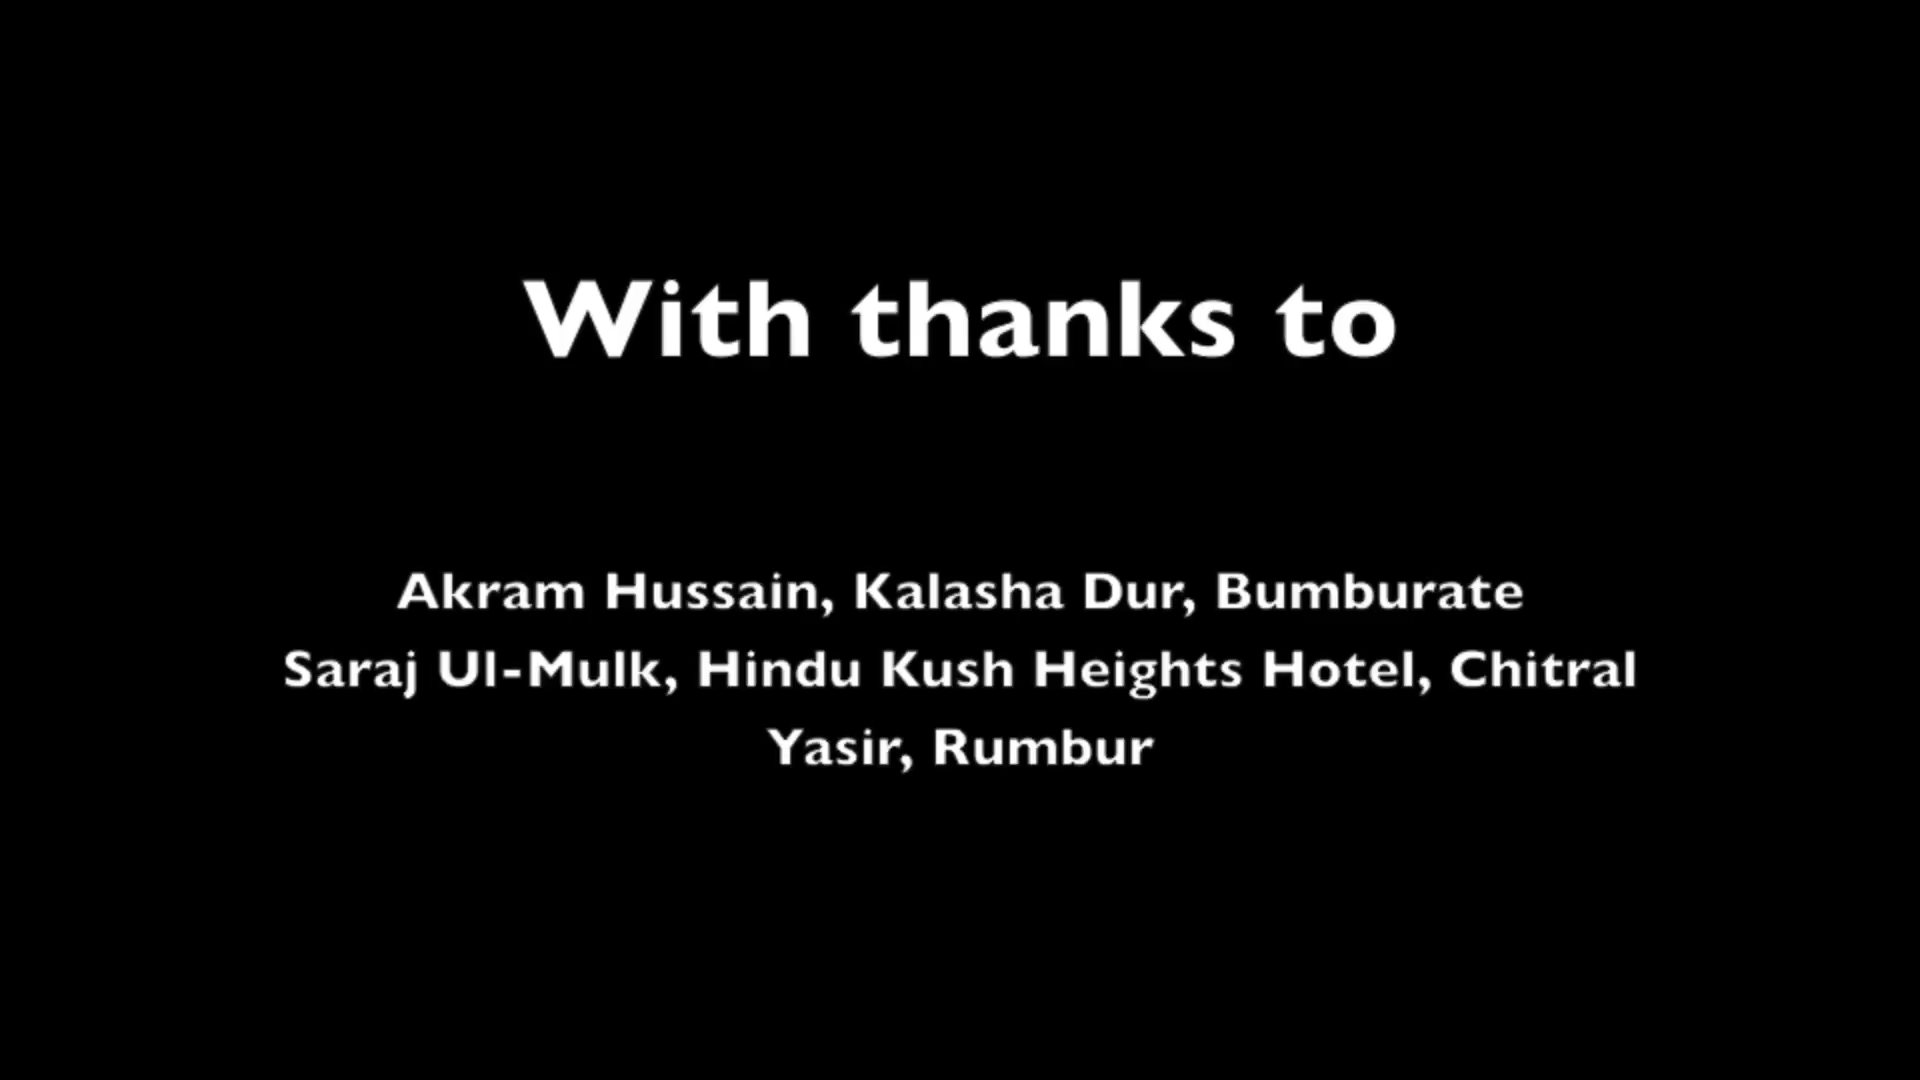 With thanks to
Akram Hussain, Kalasha Dur, Bumburate
Saraj Ul-Mulk, Hindu Kush Heights Hotel, Chitral
Yasir, Rumbur